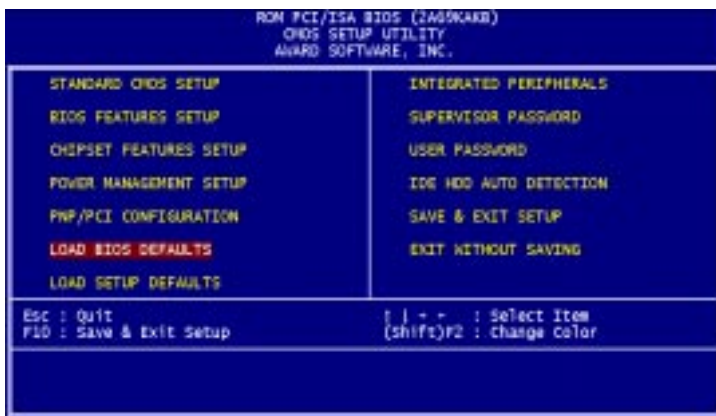 ROM PCI/ISA BIOS (2A69KAKB)
CMOS SETUP UTILITY
AWARD SOFTWARE, INC.
STANDARD CMOS SETUP
BIOS FEATURES SETUP
CHIPSET FEATURES SETUP
POWER MANAGEMENT SETUP
PNP/PCI CONFIGURATION
LOAD BIOS DEFAULTS
LOAD SETUP DEFAULTS
INTEGRATED PERIPHERALS
SUPERVISOR PASSWORD
USER PASSWORD
IDE HDD AUTO DETECTION
SAVE & EXIT SETUP
EXIT WITHOUT SAVING
Esc : Quit
F10 : Save & Exit Setup
: Select Item
(Shift)F2 : Change Color